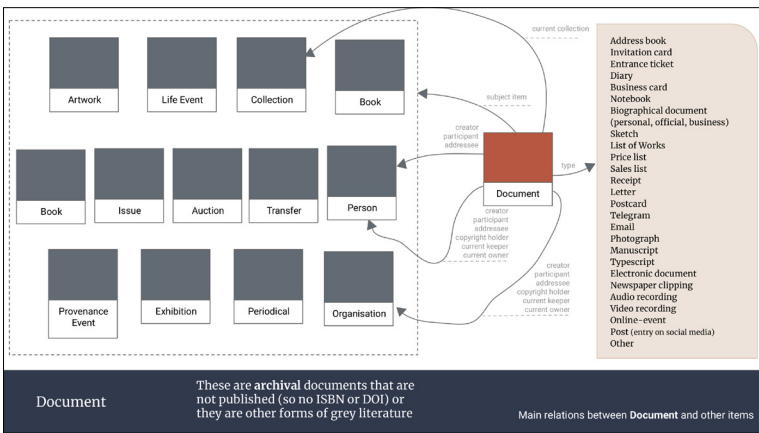 current collection
Artwork
Life Event
Collection
Book
subject item
creator
participant
addressee
Document
type
Book
Issue
Auction
Transfer
Person
creator
participant
addressee
copyright holder
current keeper
current owner
Provenance
Event
Exhibition
Periodical
Organisation
creator
participant
addressee
copyright holder
current keeper
current owner
Address book
Invitation card
Entrance ticket
Diary
Business card
Notebook
Biographical document
(personal, official, business)
Sketch
List of Works
Price list
Sales list
Receipt
Letter
Postcard
Telegram
Email
Photograph
Manuscript
Typescript
Electronic document
Newspaper clipping
Audio recording
Video recording
Online-event
Post (entry on social media)
Other
Document
These are archival documents that are
not published (so no ISBN or DOI) or
they are other forms of grey literature
Main relations between Document and other items